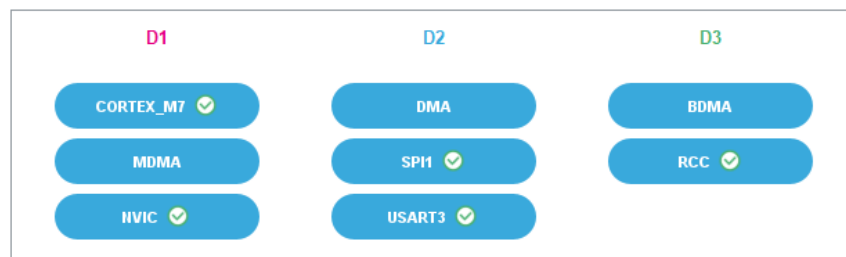 D1 D2 D3
CORTEX_M7 DMA BDMA
MDMA SPI1 RCC
NVIC USART3